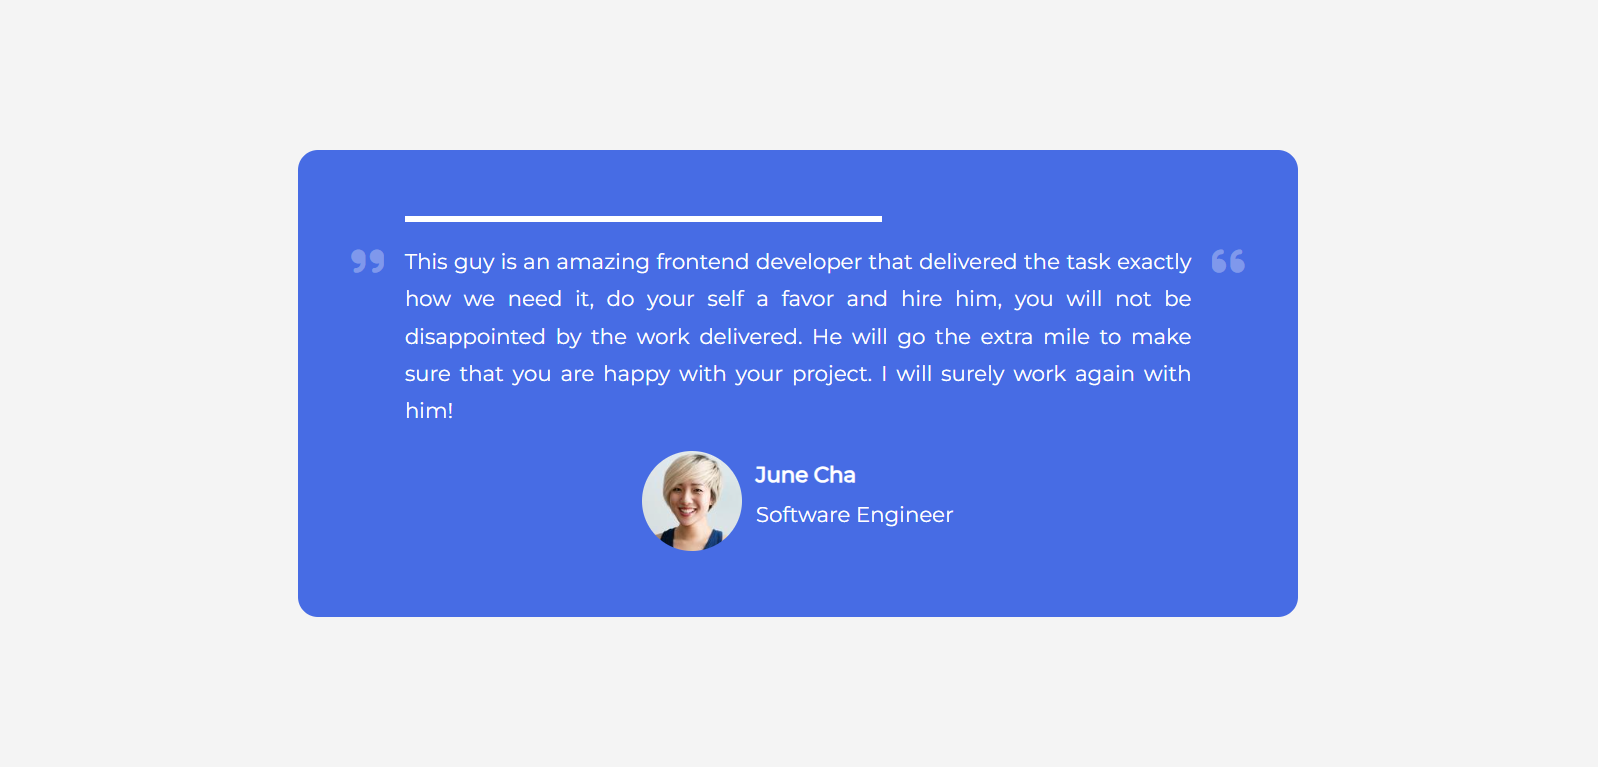 This guy is an amazing frontend developer that delivered the task exactly
how we need it, do your self a favor and hire him, you will not be
disappointed by the work delivered. He will go the extra mile to make
sure that you are happy with your project. I will surely work again with
him!
June Cha
Software Engineer